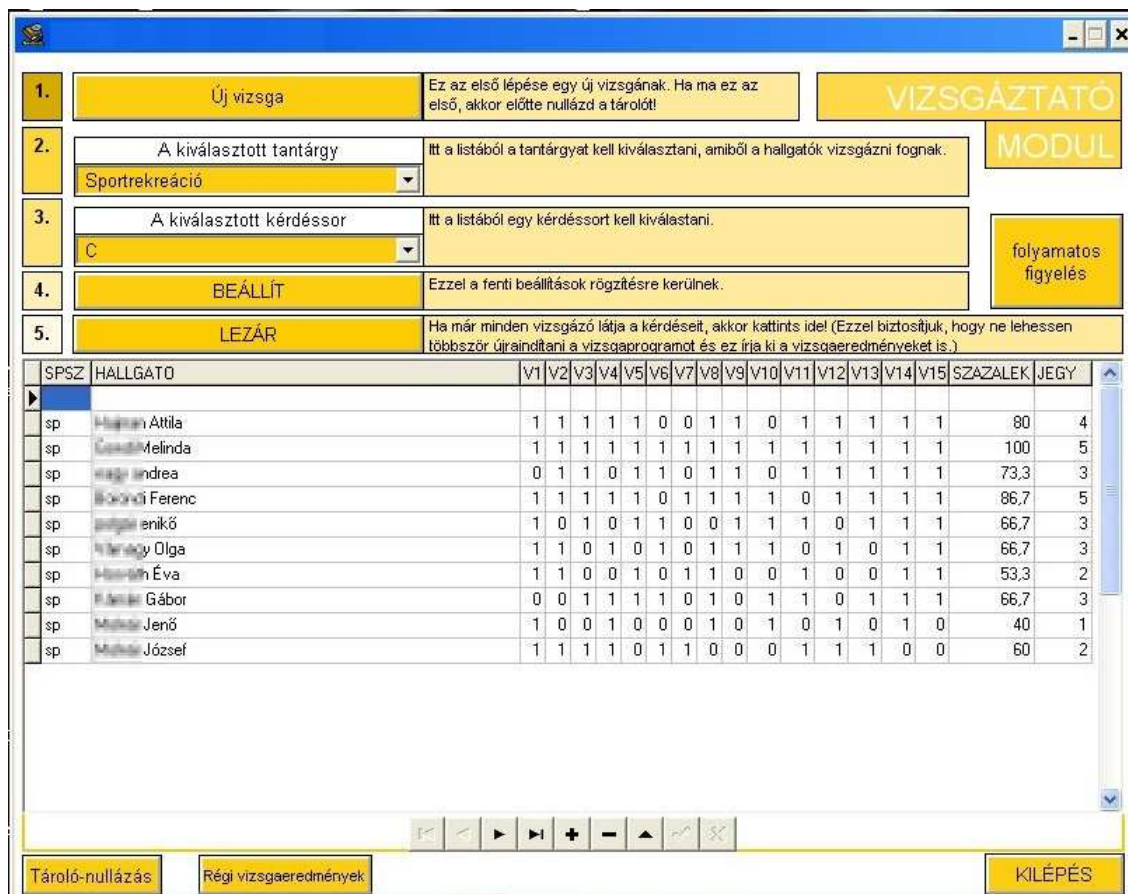 1.
Új vizsga
Ez az első lépése egy új vizsgának. Ha ma ez az
első, akkor előtte nullázd a tárolót!
VIZSGÁZTATÓ
MODUL
2.
A kiválasztott tantárgy
Itt a listából a tantárgyat kell kiválasztani, amiből a hallgatók vizsgázni fognak.
Sportrekreáció
3.
A kiválasztott kérdéssor
Itt a listából egy kérdéssort kell kiválastani.
C
folyamatos
figyelés
4.
BEÁLLÍT
Ezzel a fenti beállítások rögzítésre kerülnek.
5.
LEZÁR
Ha már minden vizsgázó látja a kérdéseit, akkor kattints ide! (Ezzel biztosítjuk, hogy ne lehessen
többször újraindítani a vizsgaprogramot és ez írja ki a vizsgaeredményeket is.)
SPSZ HALLGATO V1 V2 V3 V4 V5 V6 V7 V8 V9 V10 V11 V12 V13 V14 V15 SZAZALEK JEGY
sp Attila 1 1 1 1 1 0 0 1 1 0 1 1 1 1 1 80 4
sp Melinda 1 1 1 1 1 1 1 1 1 1 1 1 1 1 1 100 5
sp andrea 0 1 1 0 1 1 0 1 1 0 1 1 1 1 1 73,3 3
sp Ferenc 1 1 1 1 1 0 1 1 1 1 0 1 1 1 1 86,7 5
sp enikő 1 0 1 0 1 1 0 0 1 1 1 0 1 1 1 66,7 3
sp Olga 1 1 0 1 0 1 0 1 1 1 0 1 0 1 1 66,7 3
sp Éva 1 1 0 0 1 0 1 1 0 0 1 0 0 1 1 53,3 2
sp Gábor 0 0 1 1 1 1 0 1 0 1 1 0 1 1 1 66,7 3
sp Jenő 1 0 0 1 0 0 0 1 0 1 0 1 0 1 0 40 1
sp József 1 1 1 1 0 1 1 0 0 0 1 1 1 0 0 60 2
Tároló-nullázás
Régi vizsgaeredmények
KILÉPÉS